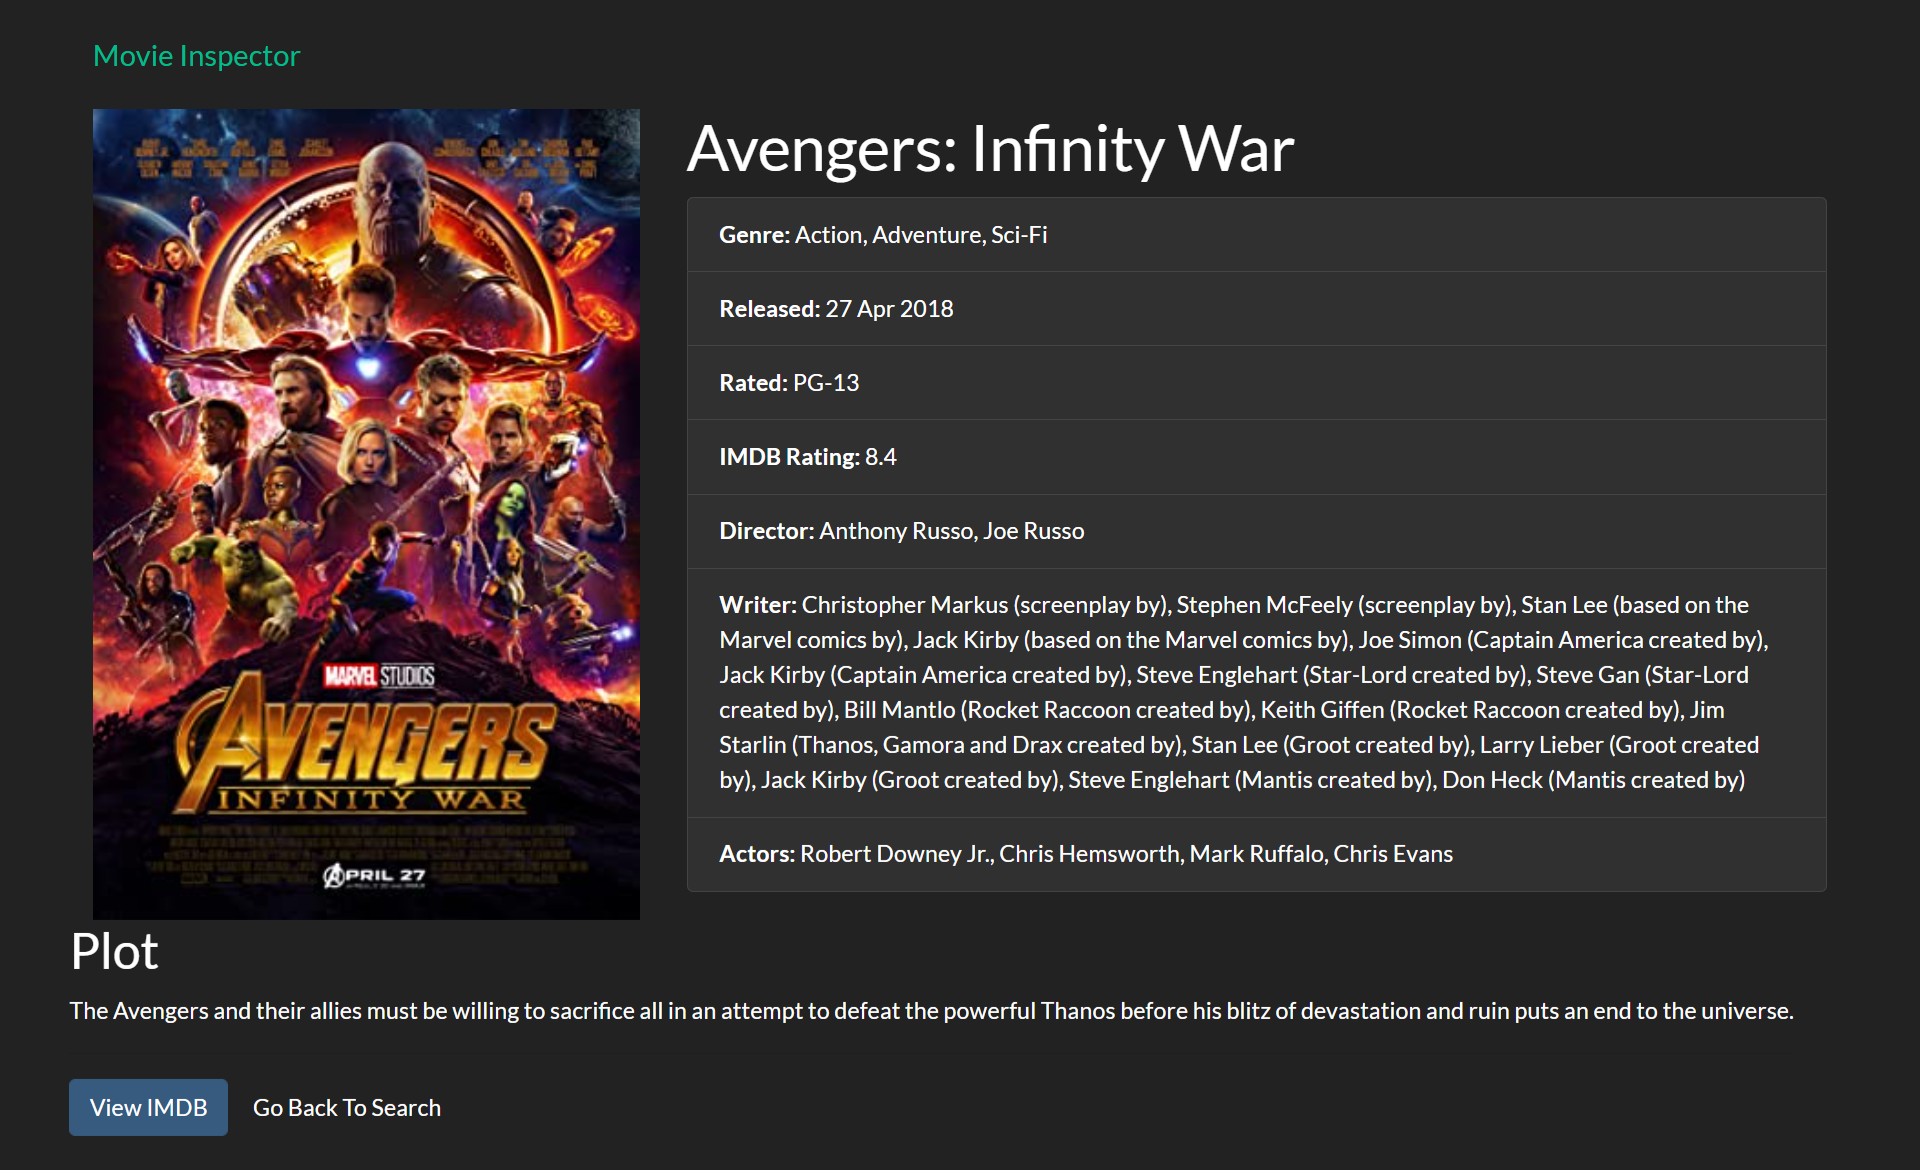 Movie Inspector
MARVEL STUDIOS
AVENGERS
INFINITY WAR
APRIL 27
Avengers: Infinity War
Genre: Action, Adventure, Sci-Fi
Released: 27 Apr 2018
Rated: PG-13
IMDB Rating: 8.4
Director: Anthony Russo, Joe Russo
Writer: Christopher Markus (screenplay by), Stephen McFeely (screenplay by), Stan Lee (based on the
Marvel comics by), Jack Kirby (based on the Marvel comics by), Joe Simon (Captain America created by),
Jack Kirby (Captain America created by), Steve Englehart (Star-Lord created by), Steve Gan (Star-Lord
created by), Bill Mantlo (Rocket Raccoon created by), Keith Giffen (Rocket Raccoon created by), Jim
Starlin (Thanos, Gamora and Drax created by), Stan Lee (Groot created by), Larry Lieber (Groot created
by), Jack Kirby (Groot created by), Steve Englehart (Mantis created by), Don Heck (Mantis created by)
Actors: Robert Downey Jr., Chris Hemsworth, Mark Ruffalo, Chris Evans
Plot
The Avengers and their allies must be willing to sacrifice all in an attempt to defeat the powerful Thanos before his blitz of devastation and ruin puts an end to the universe.
View IMDB
Go Back To Search